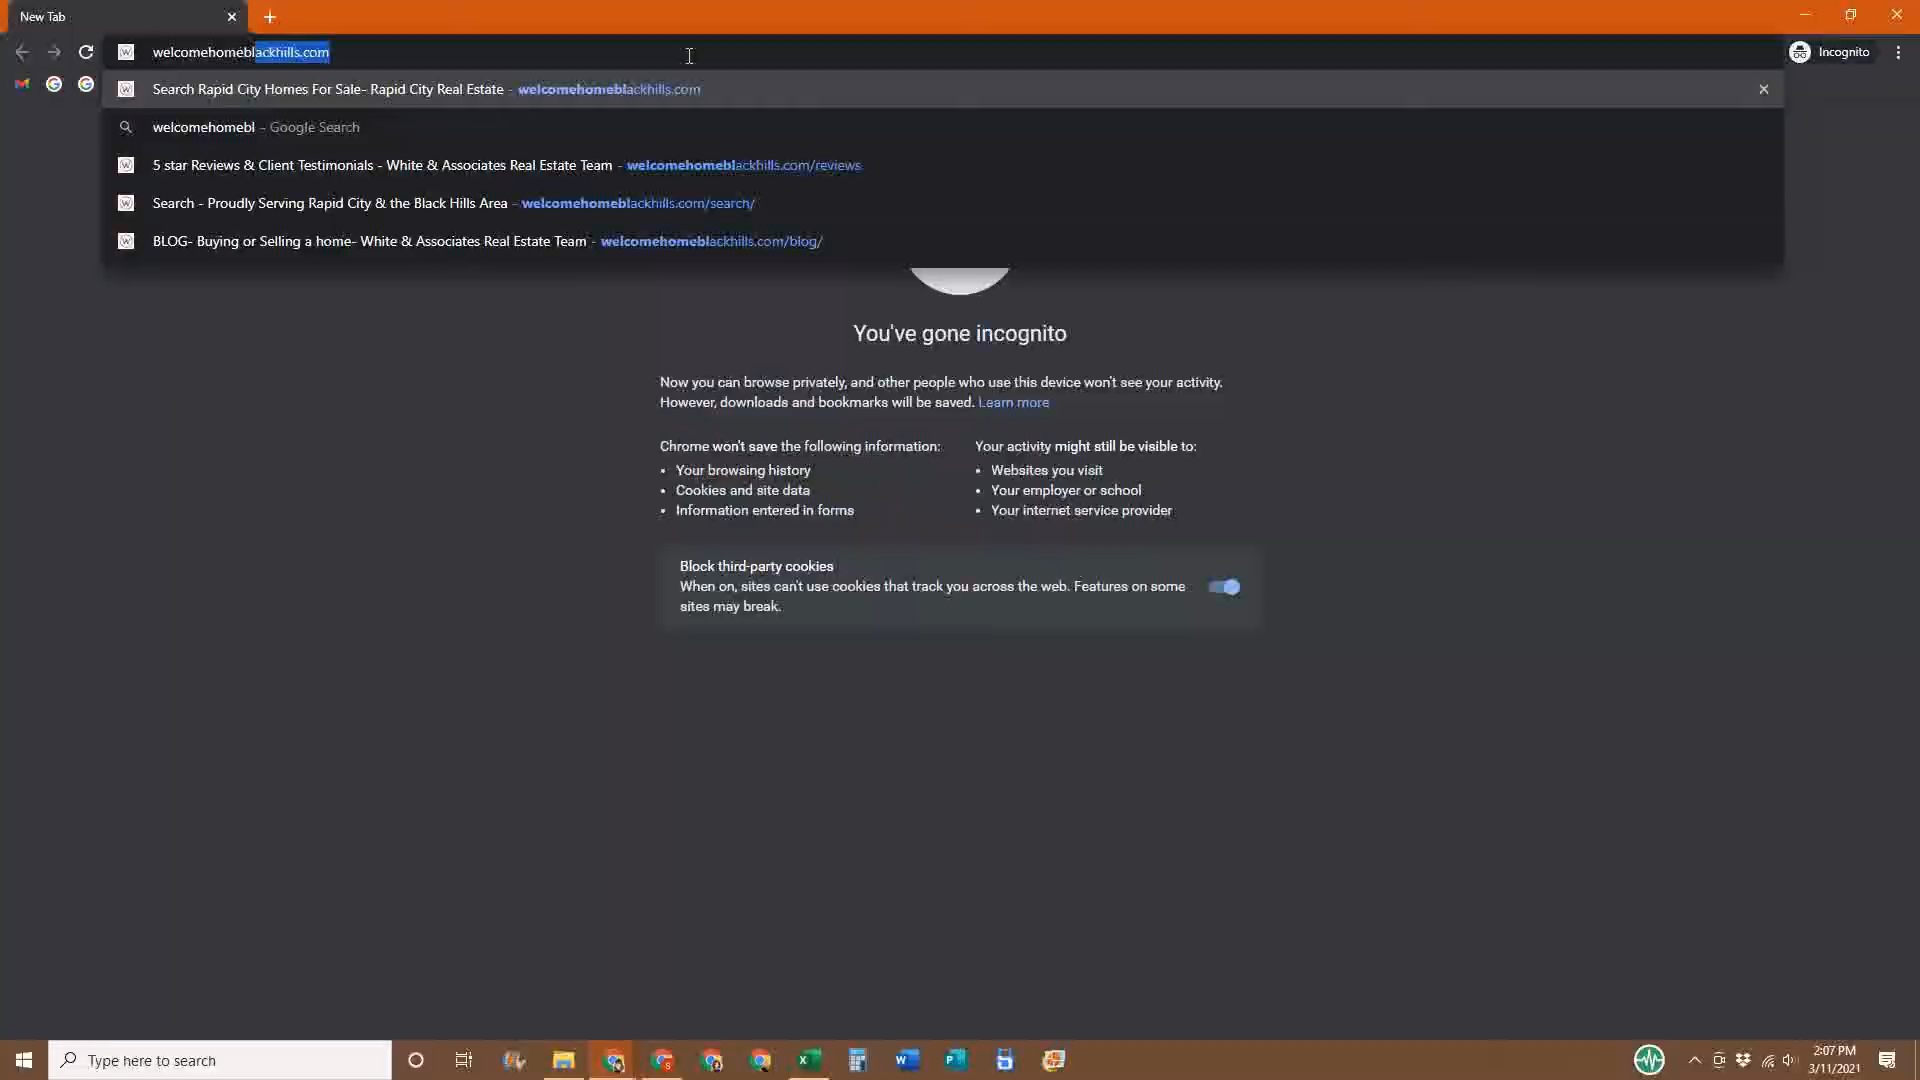 New Tab
welcomehomeblackhills.com
Incognito
Search Rapid City Homes For Sale- Rapid City Real Estate - welcomehomeblackhills.com
welcomehomebl - Google Search
5 star Reviews & Client Testimonials - White & Associates Real Estate Team - welcomehomeblackhills.com/reviews
Search - Proudly Serving Rapid City & the Black Hills Area - welcomehomeblackhills.com/search/
BLOG- Buying or Selling a home- White & Associates Real Estate Team - welcomehomeblackhills.com/blog/
You've gone incognito
Now you can browse privately, and other people who use this device won't see your activity.
However, downloads and bookmarks will be saved. Learn more
Chrome won't save the following information:
• Your browsing history
• Cookies and site data
• Information entered in forms
Your activity might still be visible to:
• Websites you visit
• Your employer or school
• Your internet service provider
Block third-party cookies
When on, sites can't use cookies that track you across the web. Features on some
sites may break.
Type here to search
2:07 PM
3/11/2021